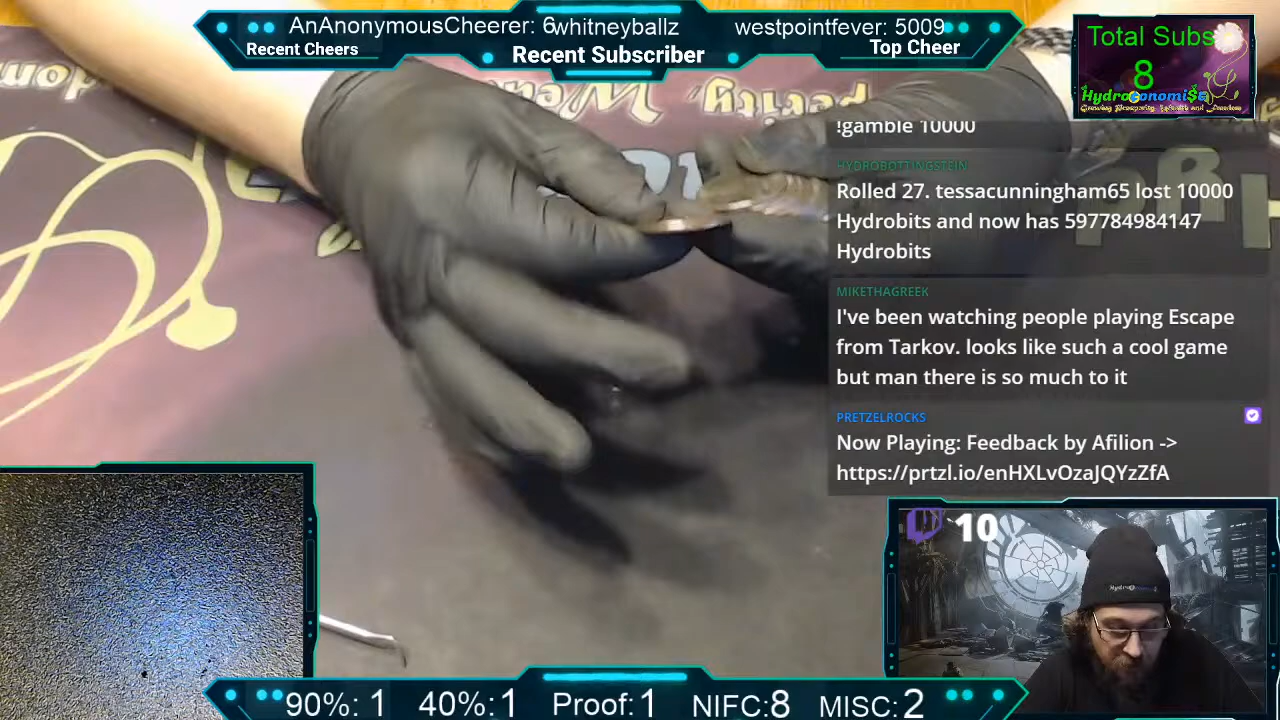 AnAnonymousCheerer: 6
Recent Cheers
whitneyballz
Recent Subscriber
westpointfever: 5009
Top Cheer
Total Subs
8
!gamble 10000
HYDROBOTTINGSTEIN
Rolled 27. tessacunningham65 lost 10000
Hydrobits and now has 597784984147
Hydrobits
MIKETHAGREEK
I've been watching people playing Escape
from Tarkov. looks like such a cool game
but man there is so much to it
PRETZELROCKS
Now Playing: Feedback by Afilion ->
https://prtzl.io/enHXLvOzaJQYzZfA
10
90%: 1
40%: 1
Proof: 1
NIFC: 8
MISC: 2